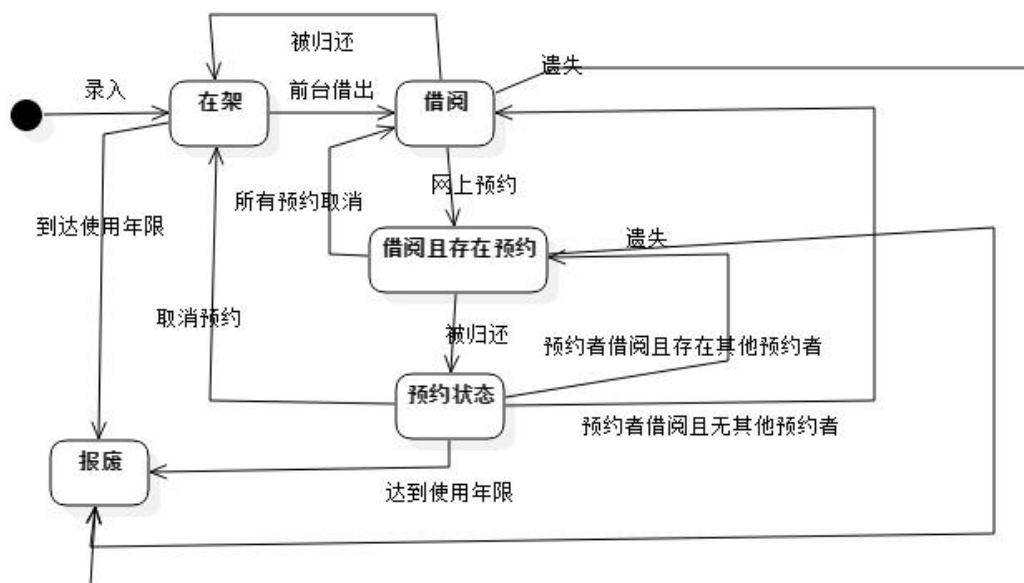 被归还
遗失
录入
在架
前台借出
借阅
网上预约
所有预约取消
到达使用年限
遗失
借阅且存在预约
取消预约
被归还
预约者借阅且存在其他预约者
预约状态
预约者借阅且无其他预约者
报废
达到使用年限